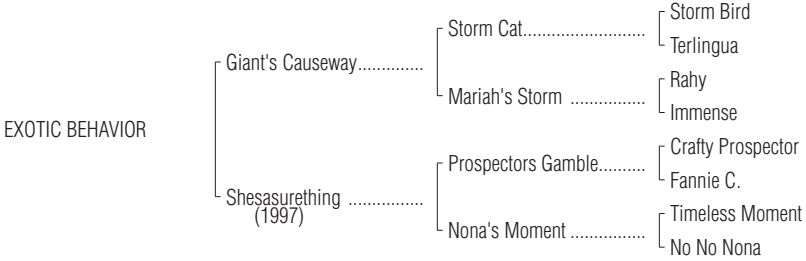 Storm Bird
Storm Cat.........................
Terlingua
Giant's Causeway..............
Rahy
Mariah's Storm ................
Immense
EXOTIC BEHAVIOR
Crafty Prospector
Prospectors Gamble..........
Fannie C.
Shesasurething ................
(1997)
Timeless Moment
Nona's Moment ................
No No Nona